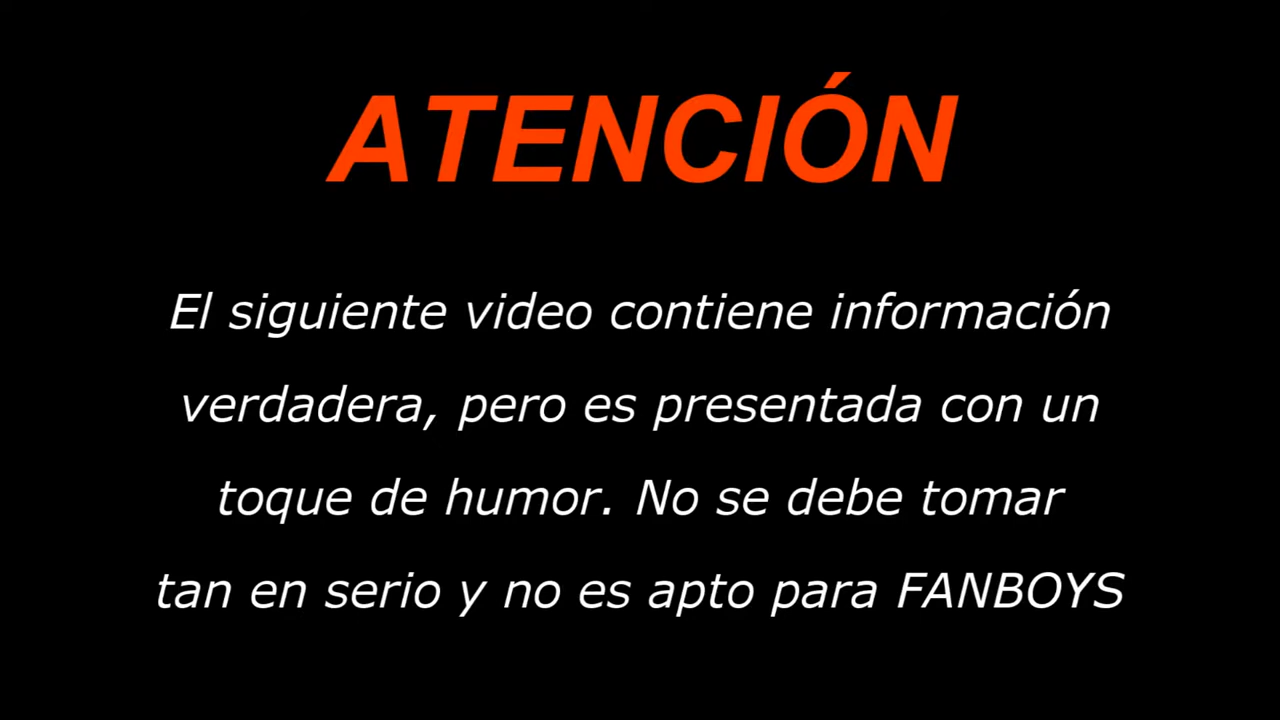 ATENCIÓN
El siguiente video contiene información
verdadera, pero es presentada con un
toque de humor. No se debe tomar
tan en serio y no es apto para FANBOYS